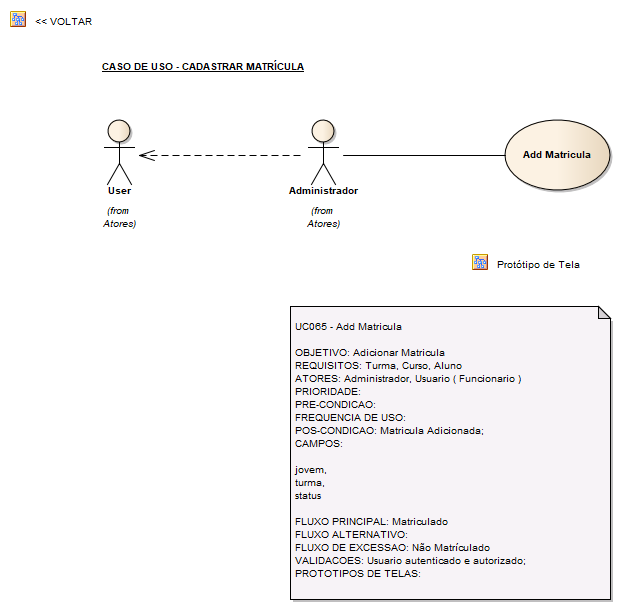 << VOLTAR
CASO DE USO - CADASTRAR MATRÍCULA
Add Matricula
User
Administrador
(from
Atores)
(from
Atores)
Protótipo de Tela
UC065 - Add Matricula
OBJETIVO: Adicionar Matricula
REQUISITOS: Turma, Curso, Aluno
ATORES: Administrador, Usuario ( Funcionario )
PRIORIDADE:
PRE-CONDICAO:
FREQUENCIA DE USO:
POS-CONDICAO: Matricula Adicionada;
CAMPOS:
jovem,
turma,
status
FLUXO PRINCIPAL: Matriculado
FLUXO ALTERNATIVO:
FLUXO DE EXCESSAO: Não Matrículado
VALIDACOES: Usuario autenticado e autorizado;
PROTOTIPOS DE TELAS: